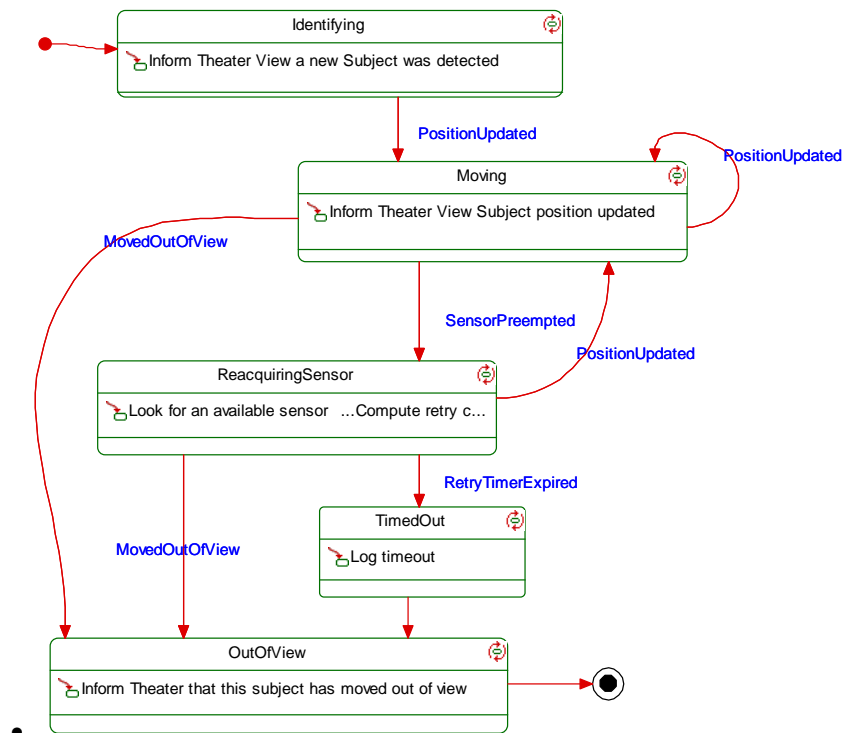 Identifying
Inform Theater View a new Subject was detected
PositionUpdated
PositionUpdated
Moving
Inform Theater View Subject position updated
MovedOutOfView
SensorPreempted
PositionUpdated
ReacquiringSensor
Look for an available sensor ...Compute retry c...
RetryTimerExpired
TimedOut
MovedOutOfView
Log timeout
OutOfView
Inform Theater that this subject has moved out of view